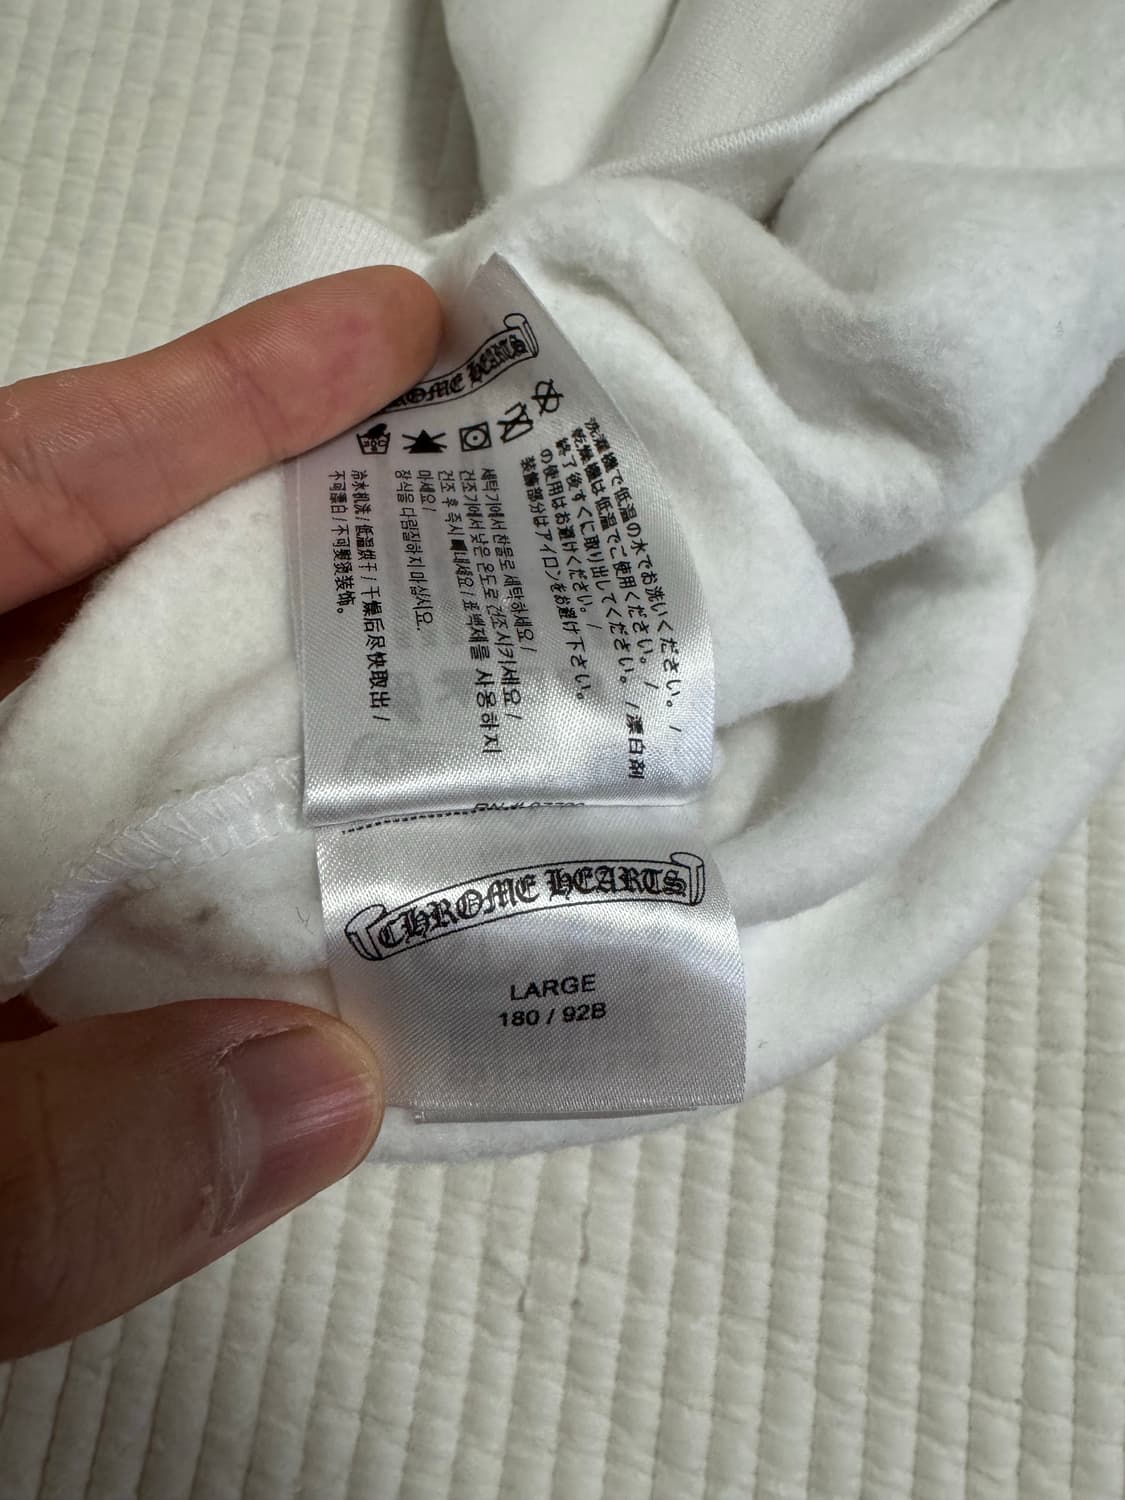 CHROME HEARTS
洗濯機で低温の水でお洗いください。/
乾燥機は低温でご使用ください。/
終了後すぐに取り出してください。/漂白剤
の使用はお避けください。/
装飾部分はアイロンをお避け下さい。
세탁기에서 찬물로 세탁하세요/
건조기에서 낮은 온도로 건조시키세요/
건조 후 즉시 빼내세요/표백제를 사용하지
마세요/
장식을 다림질하지 마십시오.
冷水机洗/低温烘干/干燥后尽快取出/
不可漂白/不可熨烫装饰。
CHROME HEARTS
LARGE
180 / 92B